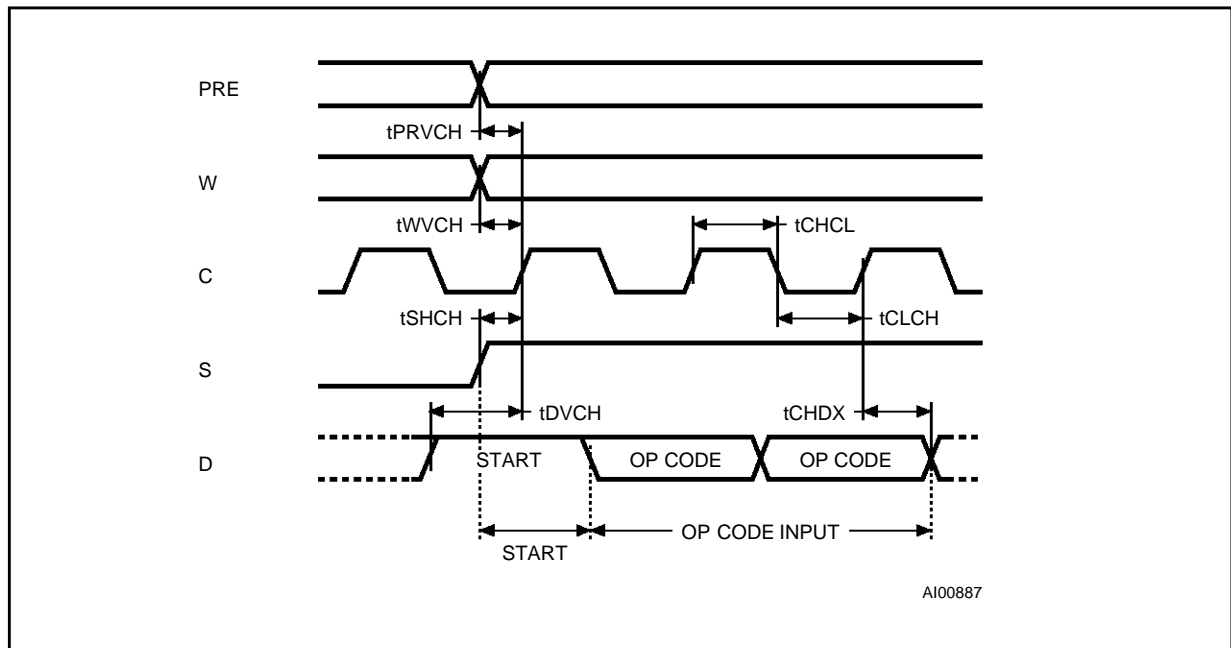 PRE
tPRVCH
W
tWVCH
tCHCL
C
tSHCH
tCLCH
S
tDVCH
tCHDX
D
START
OP CODE
OP CODE
START
OP CODE INPUT
AI00887